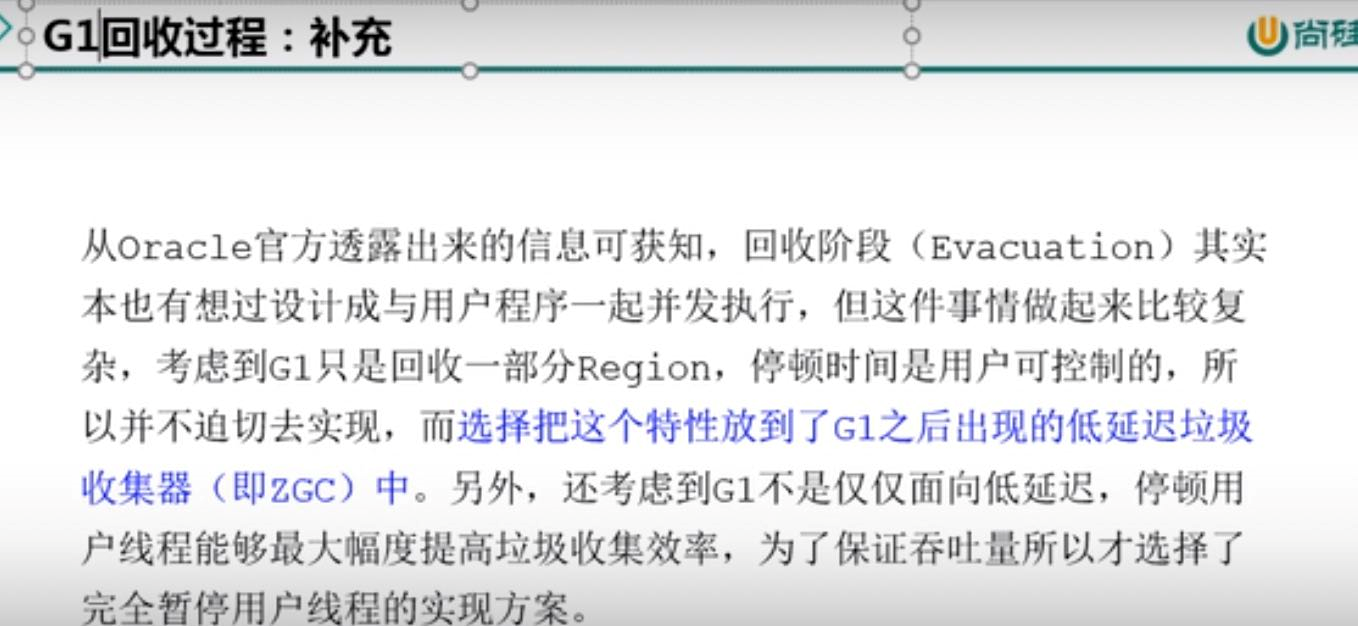 G1回收过程：补充
尚硅
从Oracle官方透露出来的信息可获知，回收阶段（Evacuation）其实
本也有想过设计成与用户程序一起并发执行，但这件事情做起来比较复
杂，考虑到G1只是回收一部分Region，停顿时间是用户可控制的，所
以并不迫切去实现，而选择把这个特性放到了G1之后出现的低延迟垃圾
收集器（即ZGC）中。另外，还考虑到G1不是仅仅面向低延迟，停顿用
户线程能够最大幅度提高垃圾收集效率，为了保证吞吐量所以才选择了
完全暂停用户线程的实现方案。